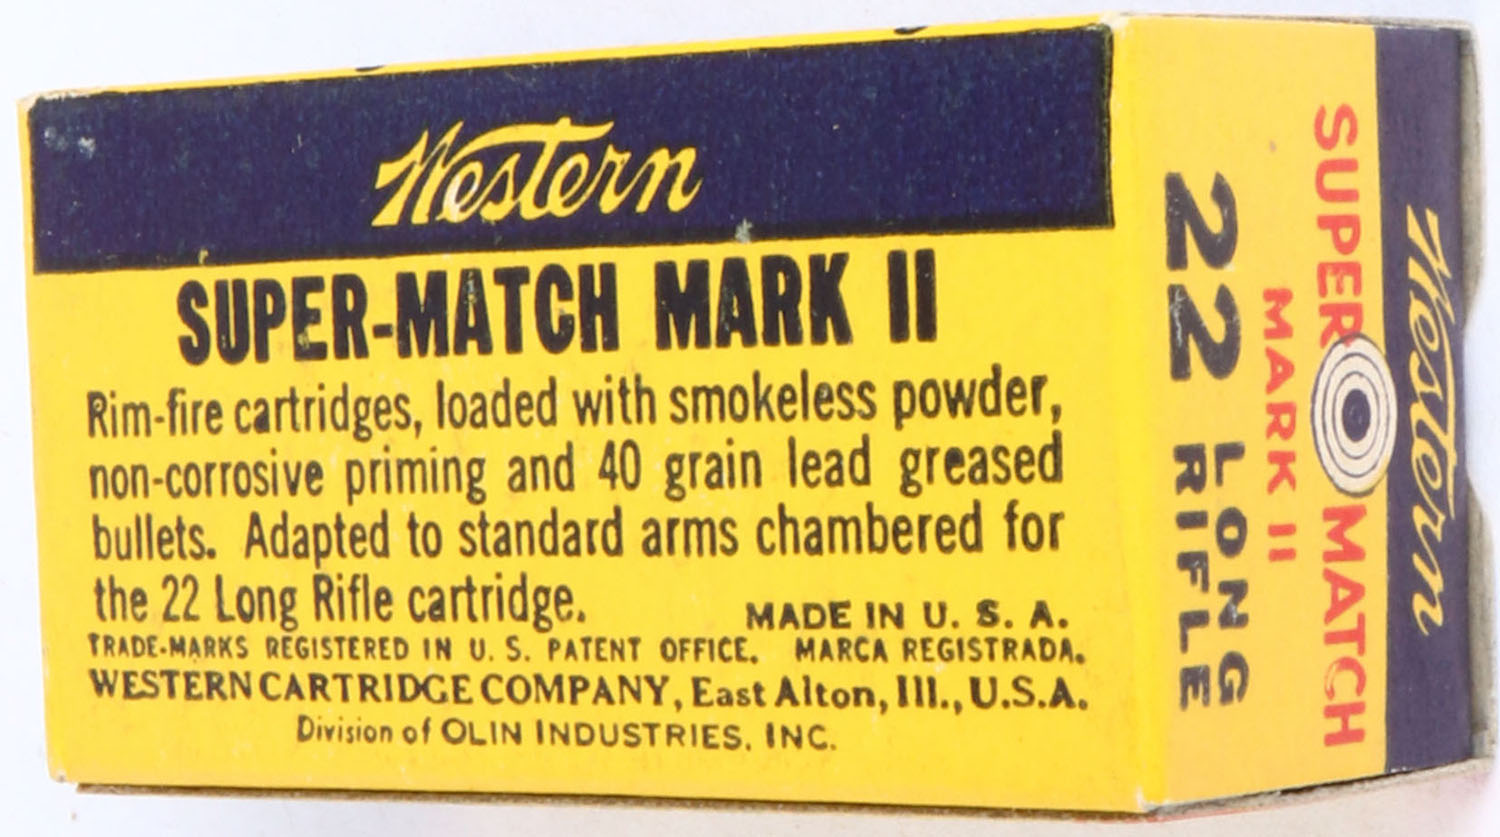 Western
SUPER-MATCH MARK II
Rim-fire cartridges, loaded with smokeless powder,
non-corrosive priming and 40 grain lead greased
bullets. Adapted to standard arms chambered for
the 22 Long Rifle cartridge.
MADE IN U. S. A.
TRADE-MARKS REGISTERED IN U. S. PATENT OFFICE. MARCA REGISTRADA.
WESTERN CARTRIDGE COMPANY, East Alton, Ill., U.S.A.
Division of OLIN INDUSTRIES, INC.
Western
SUPER MATCH
MARK II
22 LONG
RIFLE